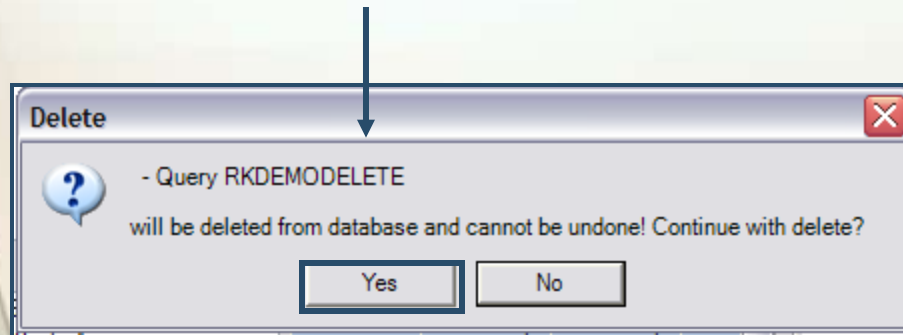 Delete
- Query RKDEMODELETE
will be deleted from database and cannot be undone! Continue with delete?
Yes
No